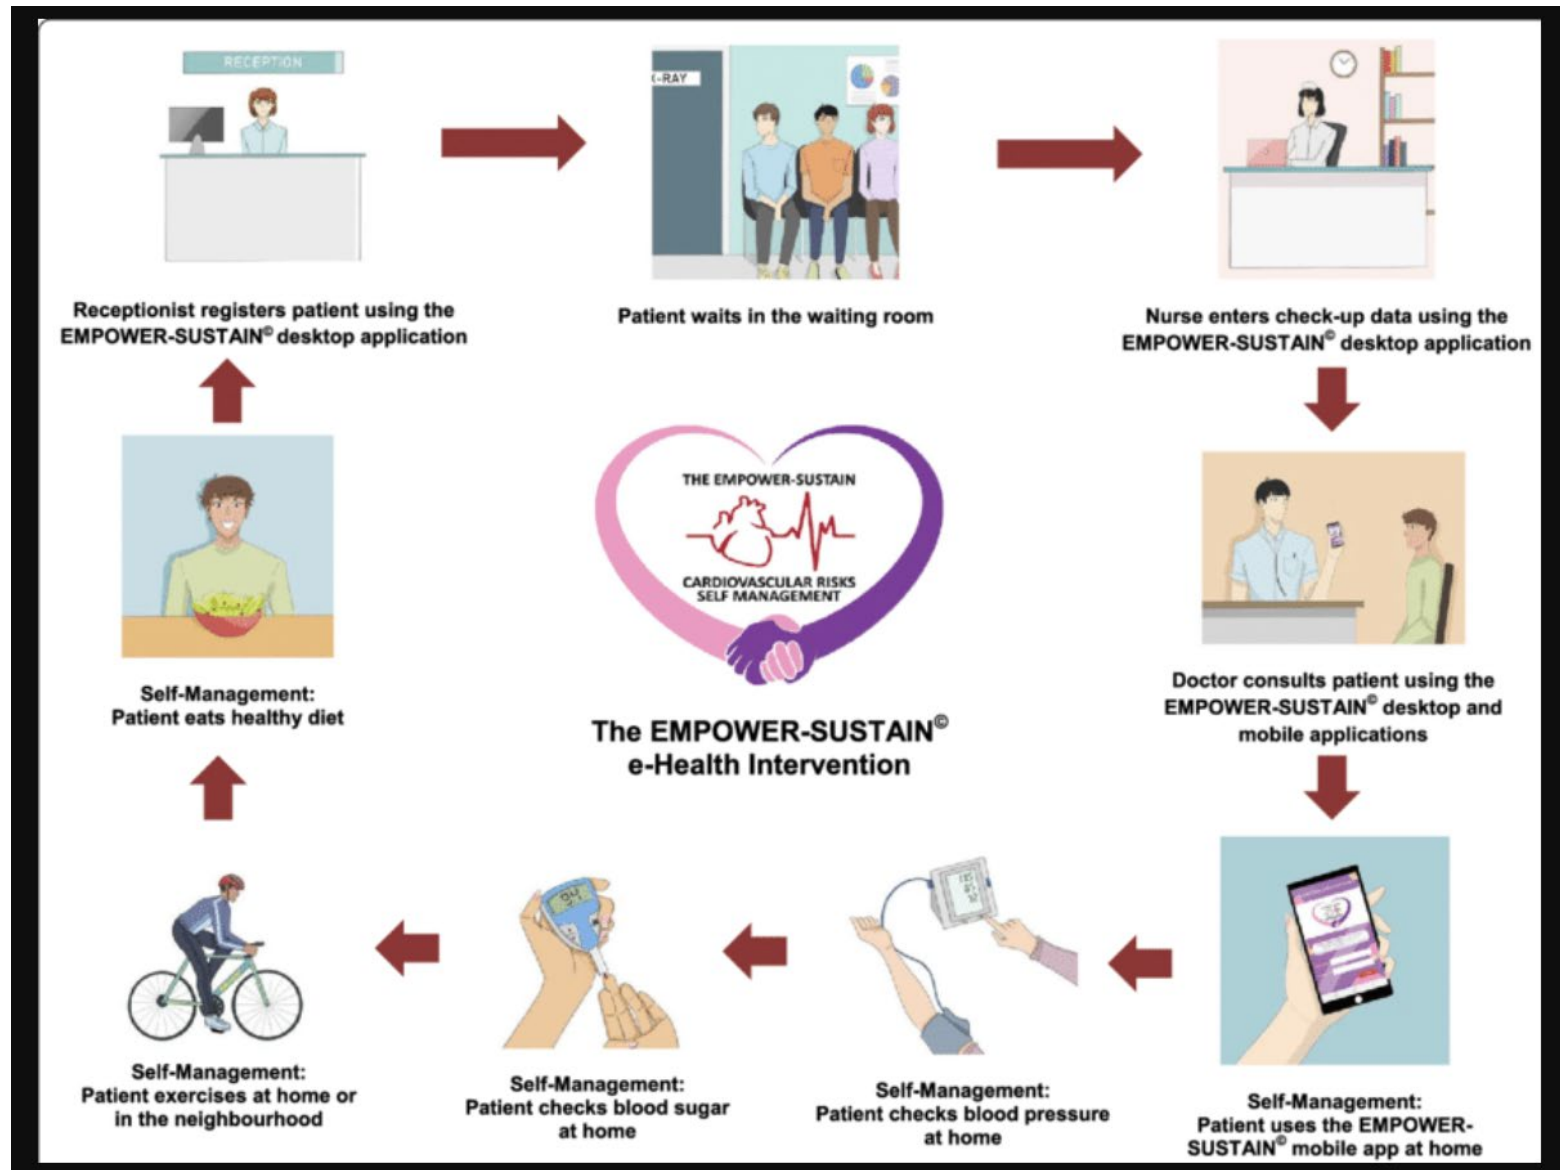 RECEPTION
X-RAY
Receptionist registers patient using the
EMPOWER-SUSTAIN© desktop application
Patient waits in the waiting room
Nurse enters check-up data using the
EMPOWER-SUSTAIN© desktop application
Doctor consults patient using the
EMPOWER-SUSTAIN© desktop and
mobile applications
Self-Management:
Patient uses the EMPOWER-
SUSTAIN© mobile app at home
Self-Management:
Patient checks blood pressure
at home
Self-Management:
Patient checks blood sugar
at home
Self-Management:
Patient exercises at home or
in the neighbourhood
Self-Management:
Patient eats healthy diet
THE EMPOWER-SUSTAIN
CARDIOVASCULAR RISKS
SELF MANAGEMENT
The EMPOWER-SUSTAIN©
e-Health Intervention